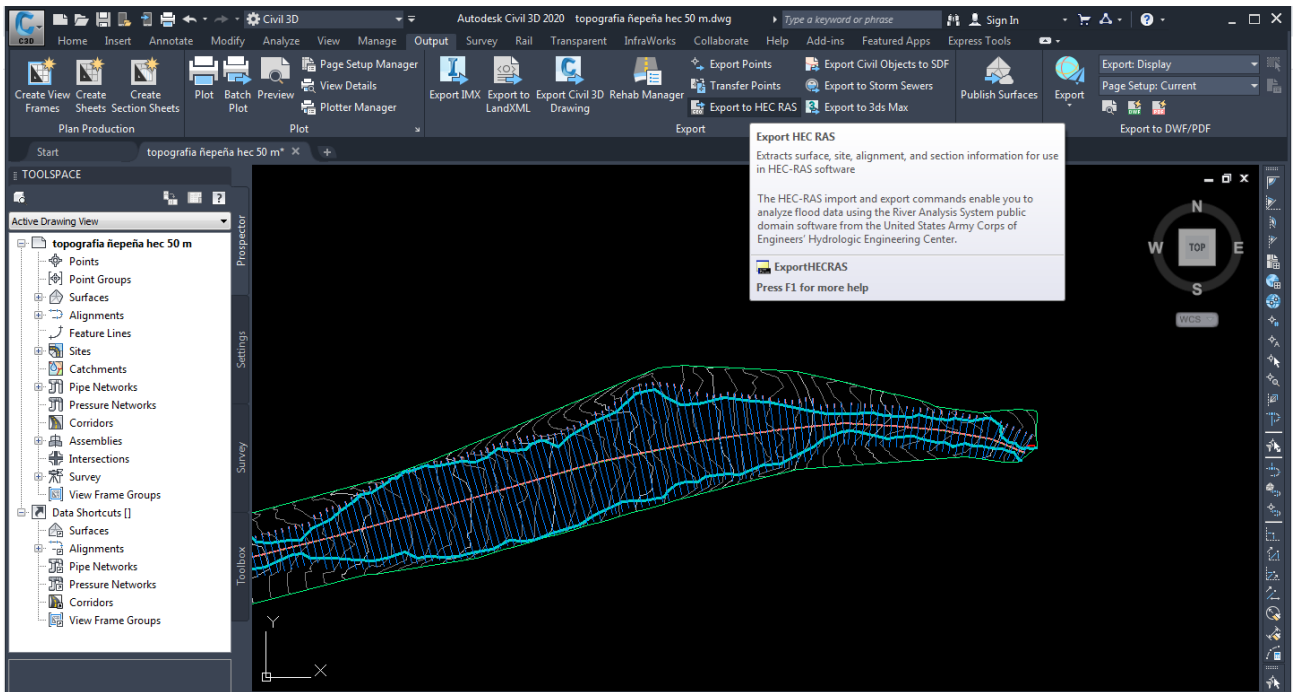 C3D
Civil 3D
Autodesk Civil 3D 2020 topografia ñepeña hec 50 m.dwg
Type a keyword or phrase
Sign In
Home Insert Annotate Modify Analyze View Manage Output Survey Rail Transparent InfraWorks Collaborate Help Add-ins Featured Apps Express Tools
Create View Frames
Create Sheets
Create Section Sheets
Plan Production
Plot
Batch Plot
Preview
Page Setup Manager
View Details
Plotter Manager
Plot
Export IMX
Export to LandXML
Export Civil 3D Drawing
Rehab Manager
Export Points
Transfer Points
Export to HEC RAS
Export Civil Objects to SDF
Export to Storm Sewers
Export to 3ds Max
Publish Surfaces
Export
Export
Export: Display
Page Setup: Current
Export to DWF/PDF
Start
topografia ñepeña hec 50 m*
Export HEC RAS
Extracts surface, site, alignment, and section information for use
in HEC-RAS software
The HEC-RAS import and export commands enable you to
analyze flood data using the River Analysis System public
domain software from the United States Army Corps of
Engineers' Hydrologic Engineering Center.
ExportHECRAS
Press F1 for more help
TOOLSPACE
Active Drawing View
topografia ñepeña hec 50 m
Points
Point Groups
Surfaces
Alignments
Feature Lines
Sites
Catchments
Pipe Networks
Pressure Networks
Corridors
Assemblies
Intersections
Survey
View Frame Groups
Data Shortcuts []
Surfaces
Alignments
Pipe Networks
Pressure Networks
Corridors
View Frame Groups
Prospector
Settings
Survey
Toolbox
N
W
TOP
E
S
WCS
Y
X